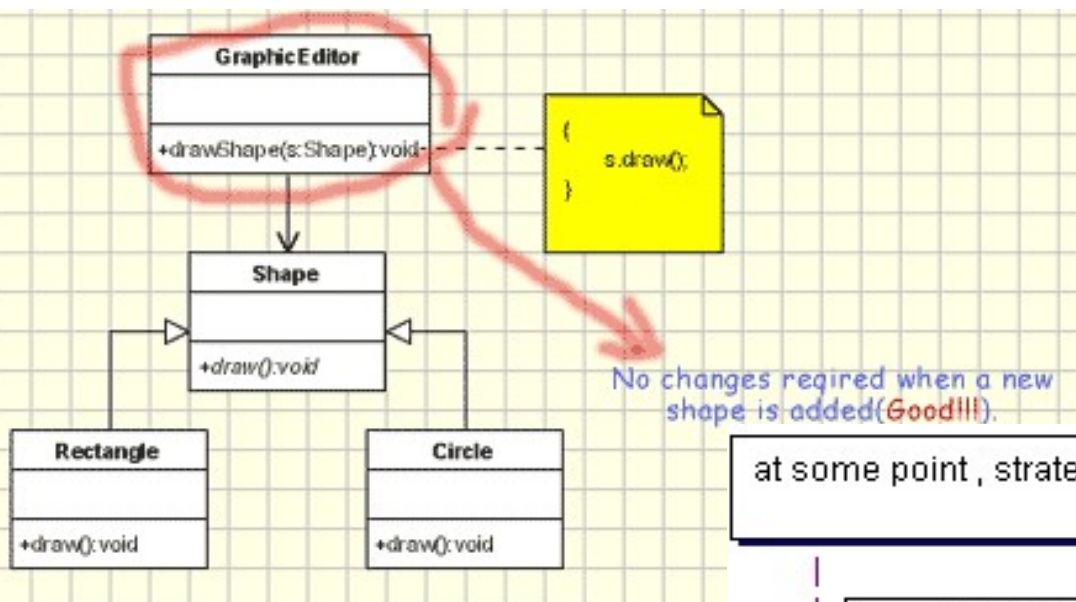 GraphicEditor
+drawShape(s:Shape):void
{
s.draw();
}
Shape
+draw():void
No changes reqired when a new
shape is added(Good!!!).
Rectangle
+draw():void
Circle
+draw():void
at some point , strate